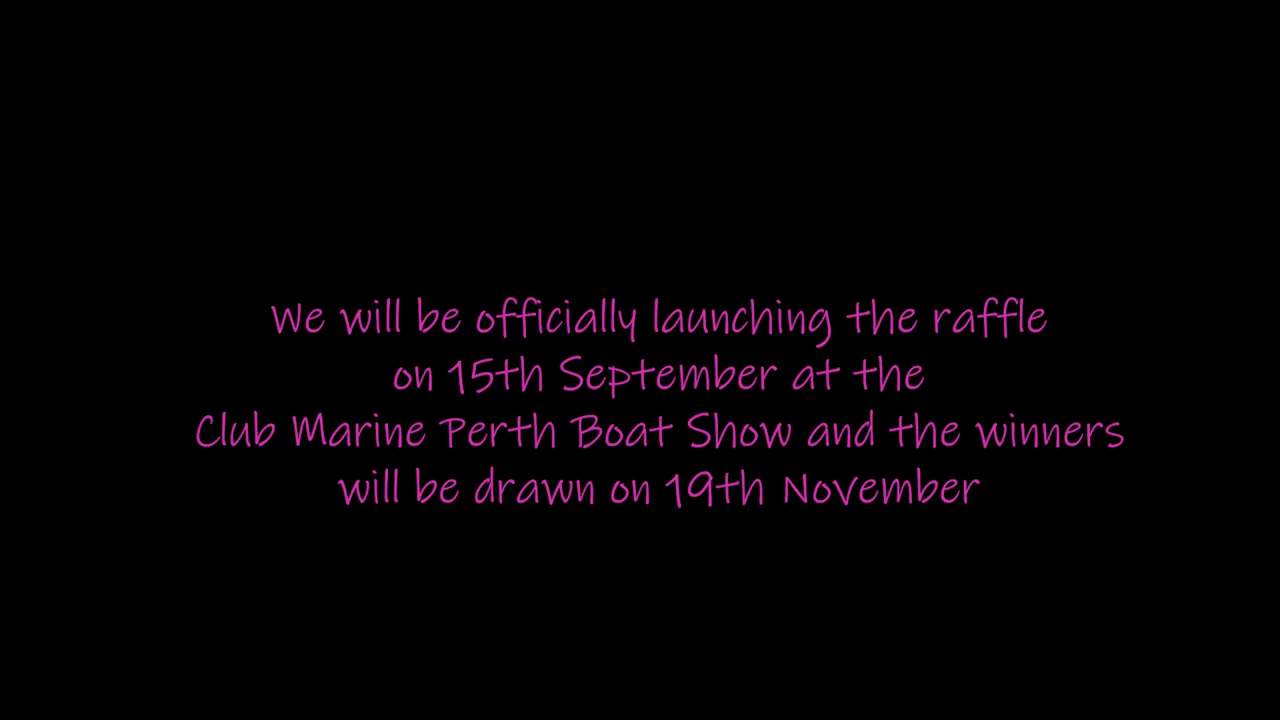 We will be officially launching the raffle
on 15th September at the
Club Marine Perth Boat Show and the winners
will be drawn on 19th November